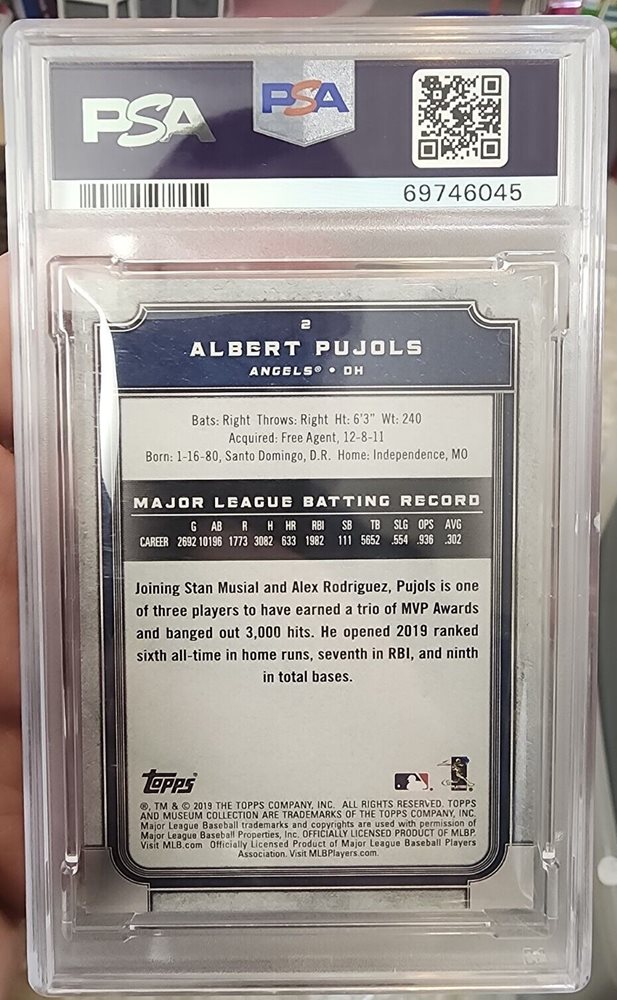 PSA PSA
69746045
2
ALBERT PUJOLS
ANGELS® • DH
Bats: Right Throws: Right Ht: 6'3" Wt: 240
Acquired: Free Agent, 12-8-11
Born: 1-16-80, Santo Domingo, D.R. Home: Independence, MO
MAJOR LEAGUE BATTING RECORD
G AB R H HR RBI SB TB SLG OPS AVG
CAREER 2692 10196 1773 3082 633 1982 111 5652 .554 .936 .302
Joining Stan Musial and Alex Rodriguez, Pujols is one
of three players to have earned a trio of MVP Awards
and banged out 3,000 hits. He opened 2019 ranked
sixth all-time in home runs, seventh in RBI, and ninth
in total bases.
Topps
®, TM & © 2019 THE TOPPS COMPANY, INC. ALL RIGHTS RESERVED. TOPPS
AND MUSEUM COLLECTION ARE TRADEMARKS OF THE TOPPS COMPANY, INC.
Major League Baseball trademarks and copyrights are used with permission of
Major League Baseball Properties, Inc. OFFICIALLY LICENSED PRODUCT OF MLBP.
Visit MLB.com Officially Licensed Product of Major League Baseball Players
Association. Visit MLBPlayers.com.